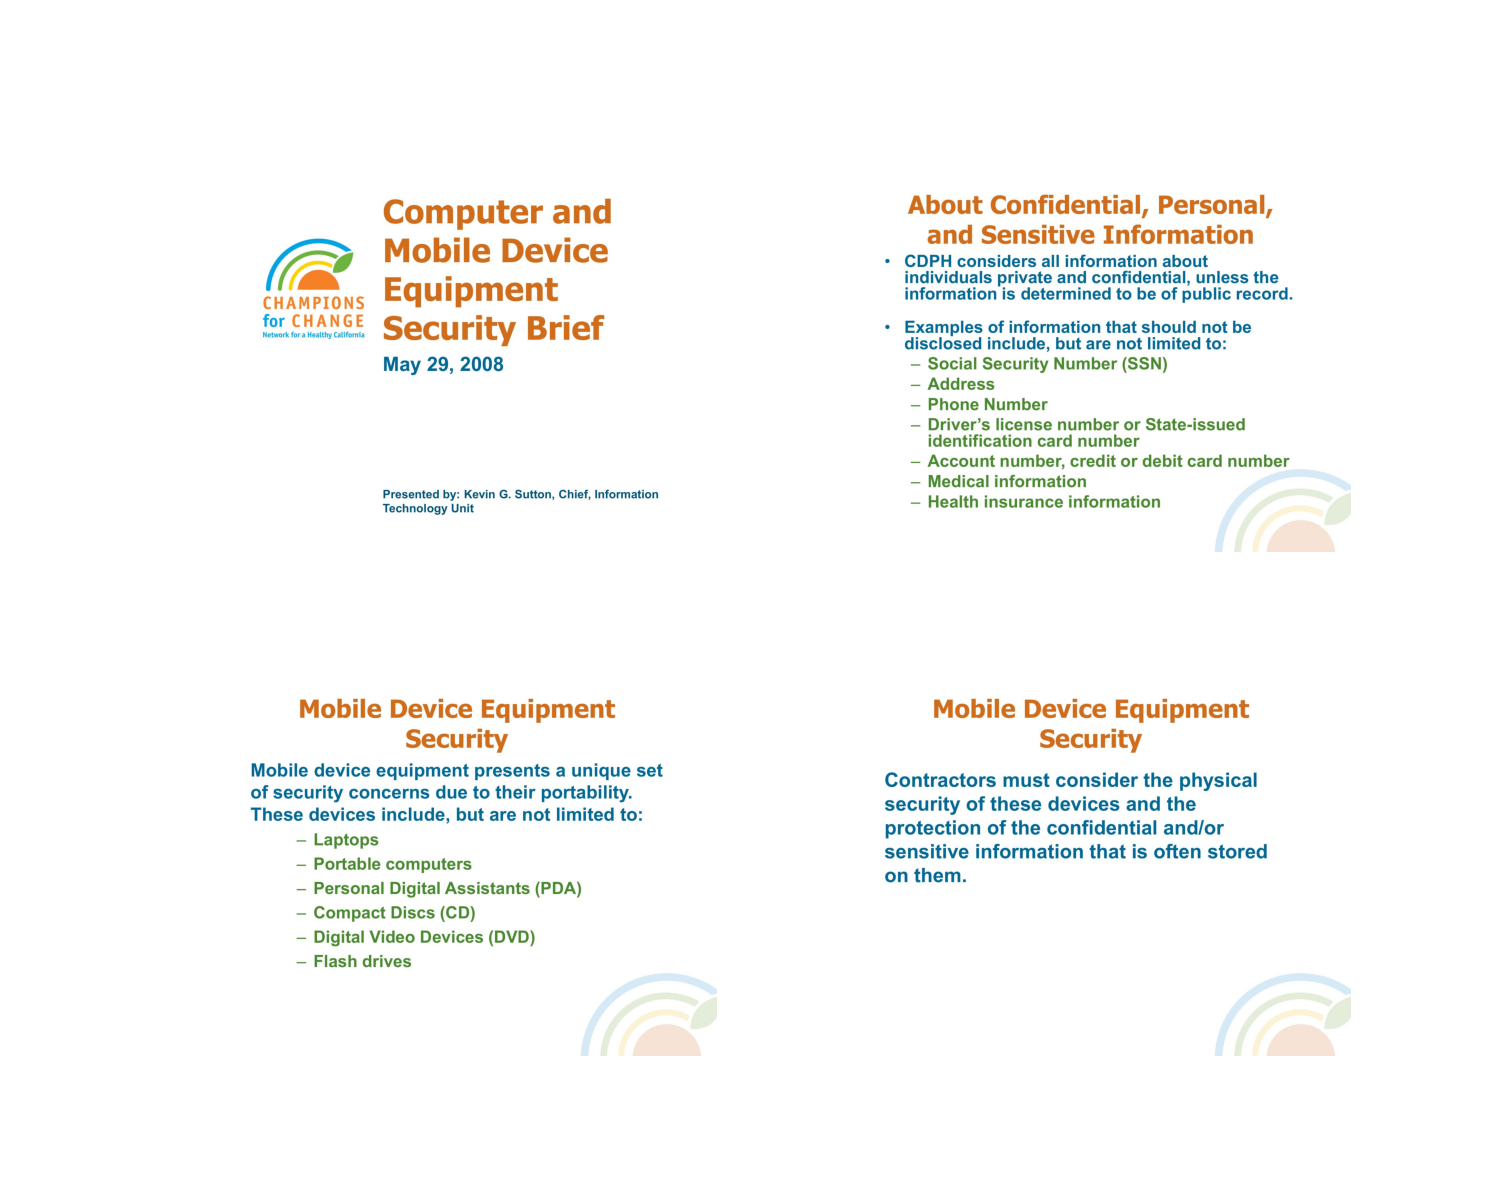 Computer and
Mobile Device
Equipment
Security Brief
May 29, 2008
CHAMPIONS
for CHANGE
Network for a Healthy California
Presented by: Kevin G. Sutton, Chief, Information
Technology Unit
About Confidential, Personal,
and Sensitive Information
• CDPH considers all information about
individuals private and confidential, unless the
information is determined to be of public record.
• Examples of information that should not be
disclosed include, but are not limited to:
– Social Security Number (SSN)
– Address
– Phone Number
– Driver’s license number or State-issued
identification card number
– Account number, credit or debit card number
– Medical information
– Health insurance information
Mobile Device Equipment
Security
Mobile device equipment presents a unique set
of security concerns due to their portability.
These devices include, but are not limited to:
– Laptops
– Portable computers
– Personal Digital Assistants (PDA)
– Compact Discs (CD)
– Digital Video Devices (DVD)
– Flash drives
Mobile Device Equipment
Security
Contractors must consider the physical
security of these devices and the
protection of the confidential and/or
sensitive information that is often stored
on them.